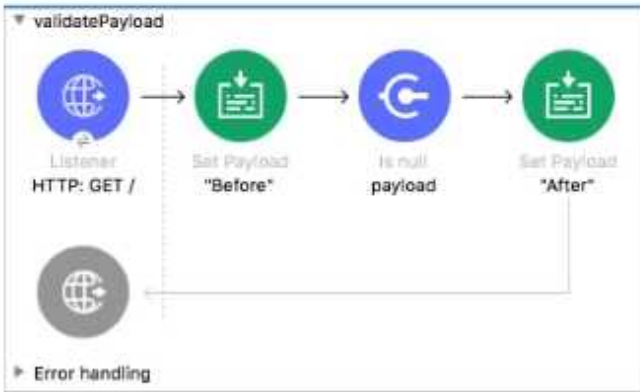 validatePayload
Listener
HTTP: GET /
Set Payload
"Before"
Is null
payload
Set Payload
"After"
Error handling